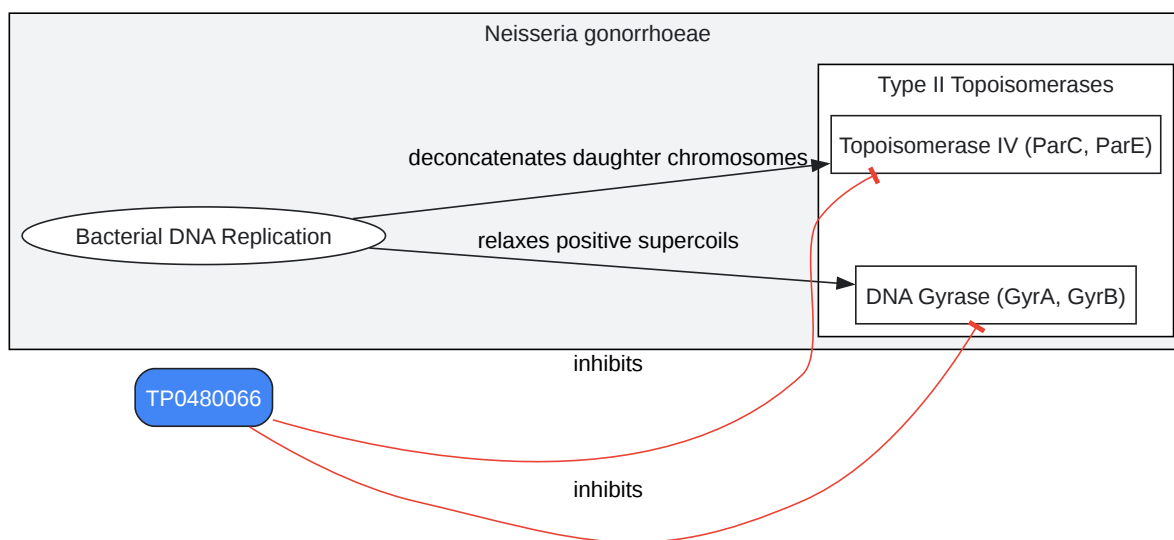 Neisseria gonorrhoeae
Type II Topoisomerases
Topoisomerase IV (ParC, ParE)
deconcatenates daughter chromosomes
Bacterial DNA Replication
relaxes positive supcoils
DNA Gyrase (GyrA, GyrB)
inhibits
TP0480066
inhibits